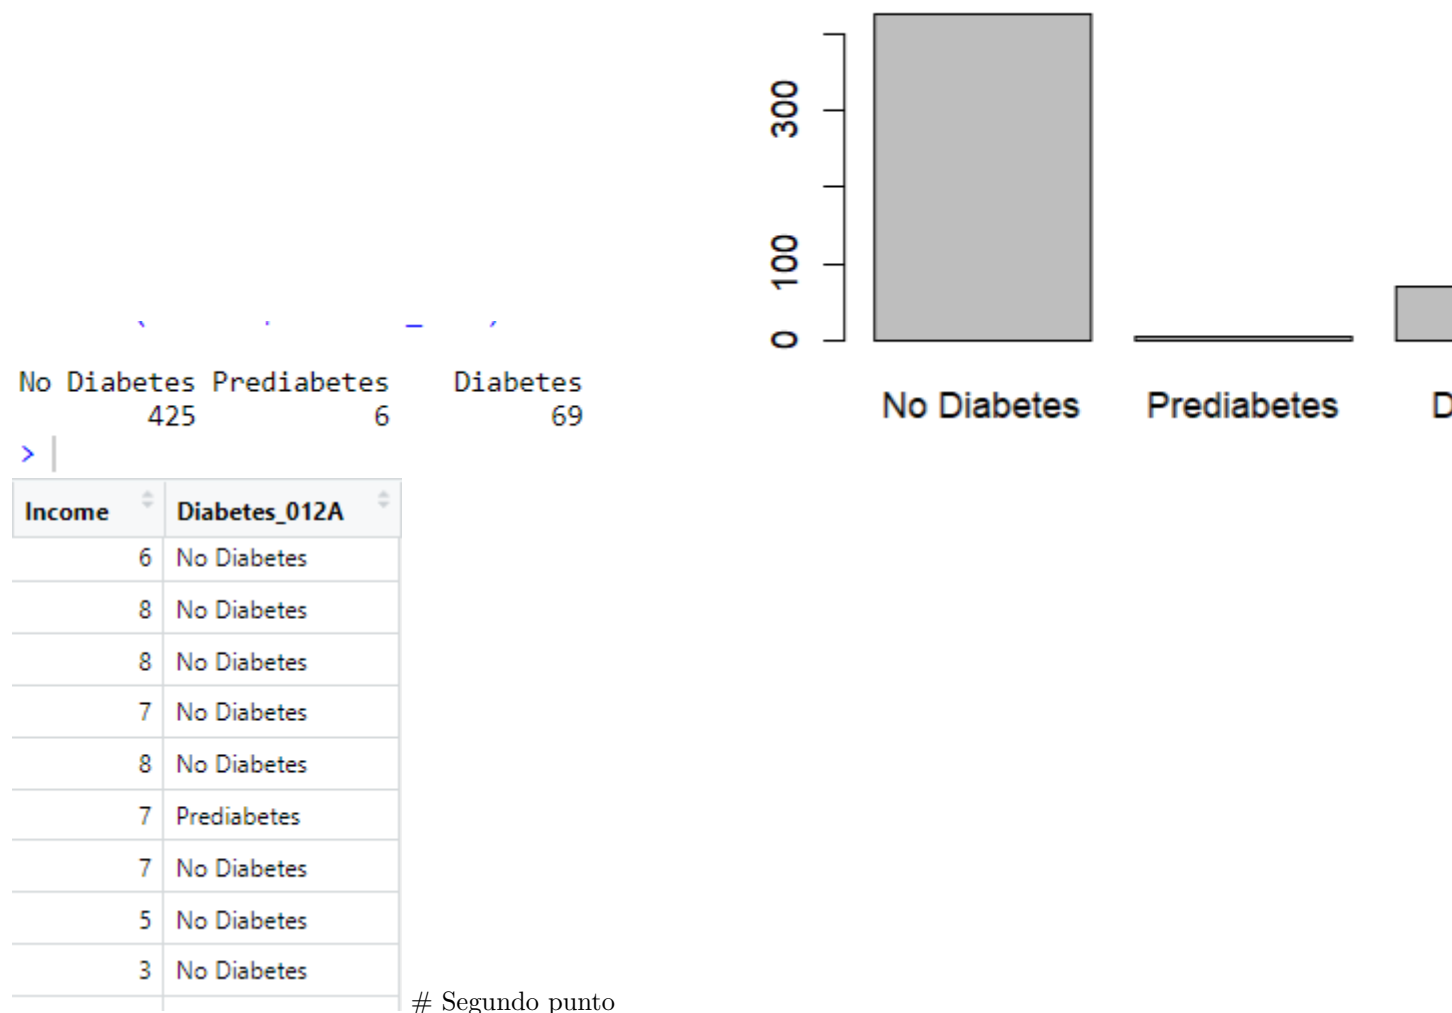 300
100
0
No Diabetes Prediabetes D
No Diabetes Prediabetes Diabetes
425 6 69
>
Income Diabetes_012A
6 No Diabetes
8 No Diabetes
8 No Diabetes
7 No Diabetes
8 No Diabetes
7 Prediabetes
7 No Diabetes
5 No Diabetes
3 No Diabetes
# Segundo punto